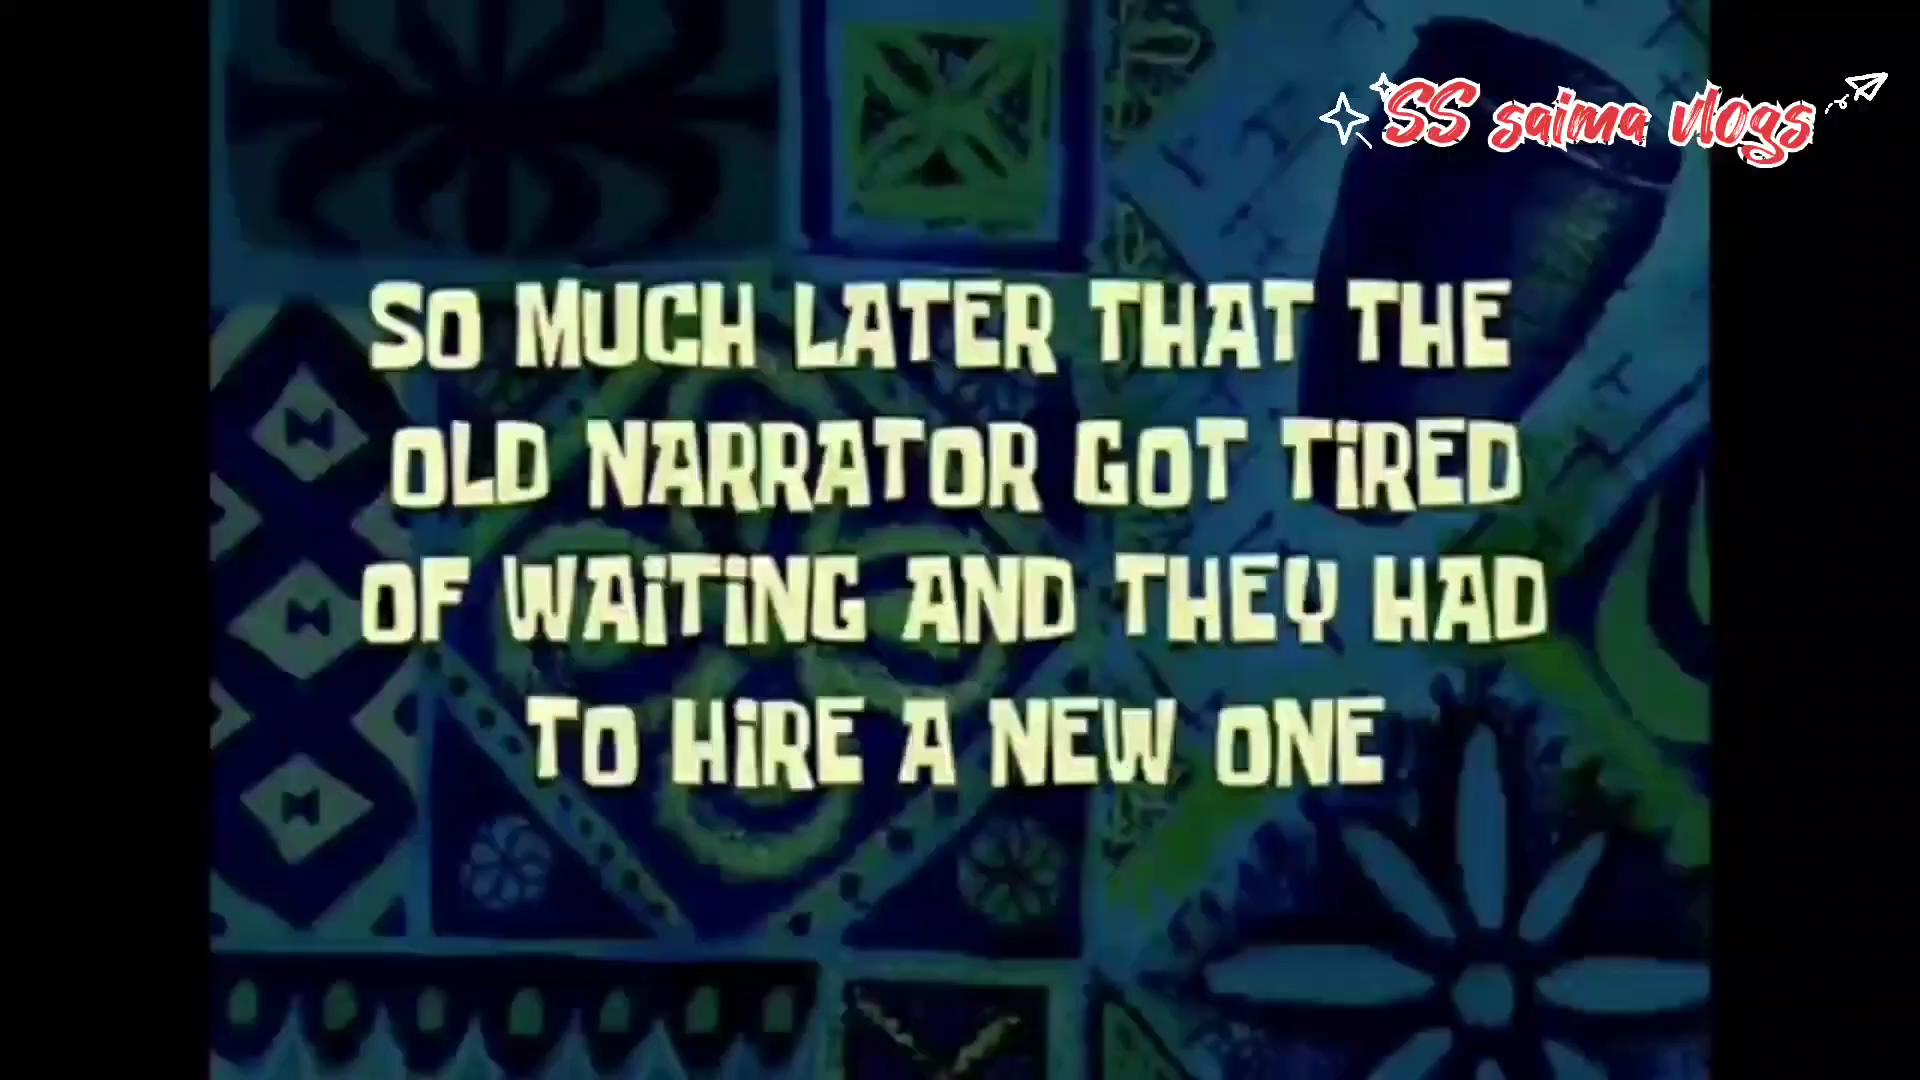 SS saima vlogs
SO MUCH LATER THAT THE
OLD NARRATOR GOT TiRED
OF WAiTiNG AND THEY HAD
TO HiRE A NEW ONE